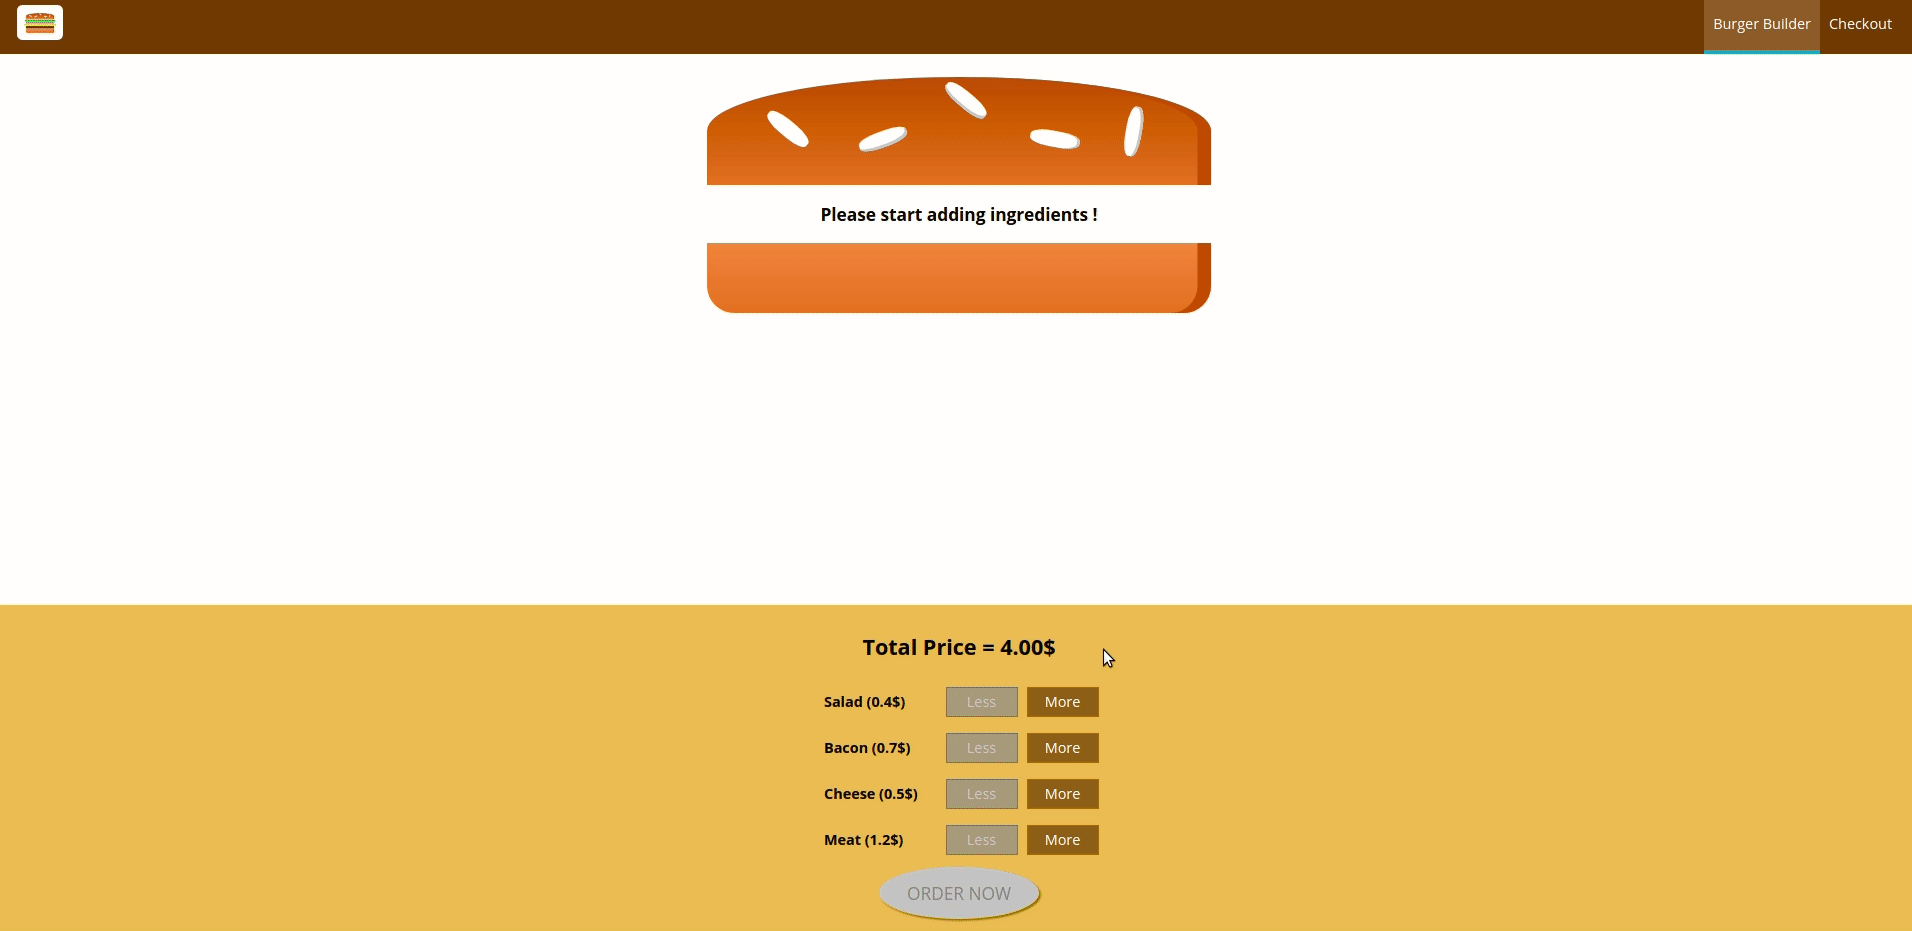 Burger Builder Checkout
Please start adding ingredients !
Total Price = 4.00$
Salad (0.4$) Less More
Bacon (0.7$) Less More
Cheese (0.5$) Less More
Meat (1.2$) Less More
ORDER NOW